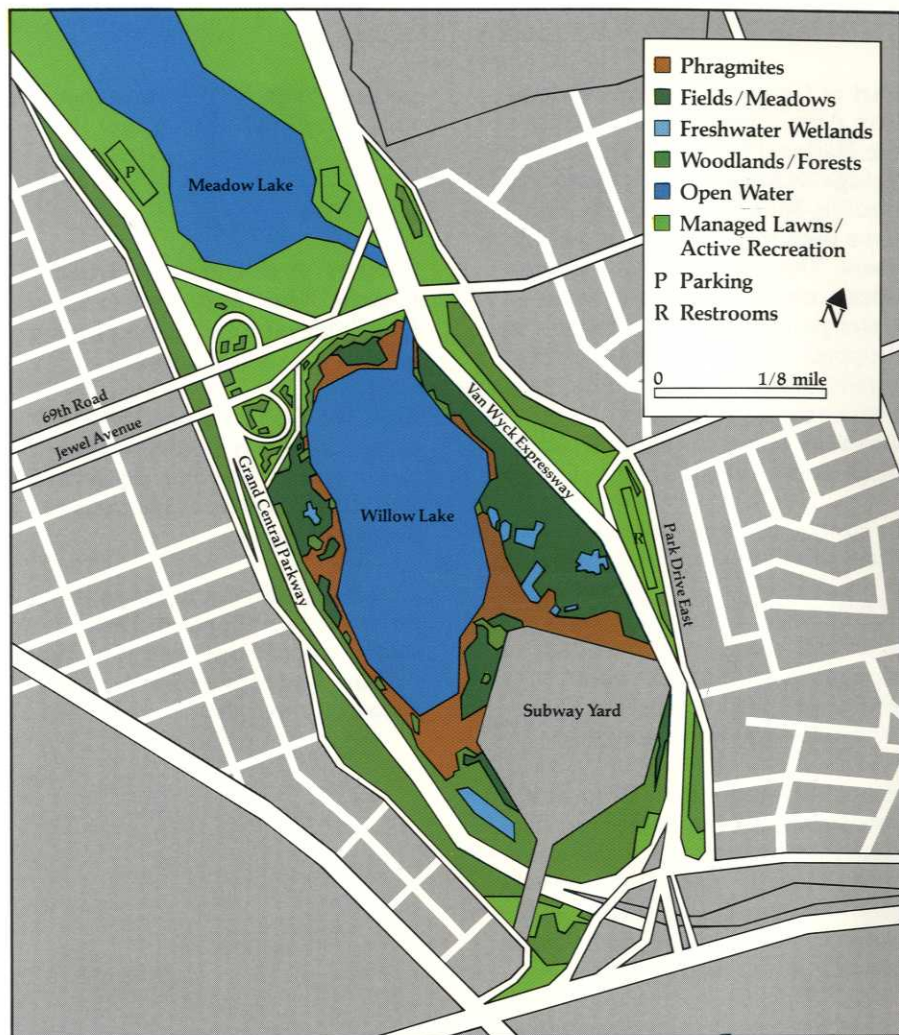 Phragmites
Fields/Meadows
Freshwater Wetlands
Woodlands/Forests
Open Water
Managed Lawns/
Active Recreation
P Parking
R Restrooms
N
0 1/8 mile
P
Meadow Lake
69th Road
Jewel Avenue
Van Wyck Expressway
Grand Central Parkway
Willow Lake
R
Park Drive East
Subway Yard